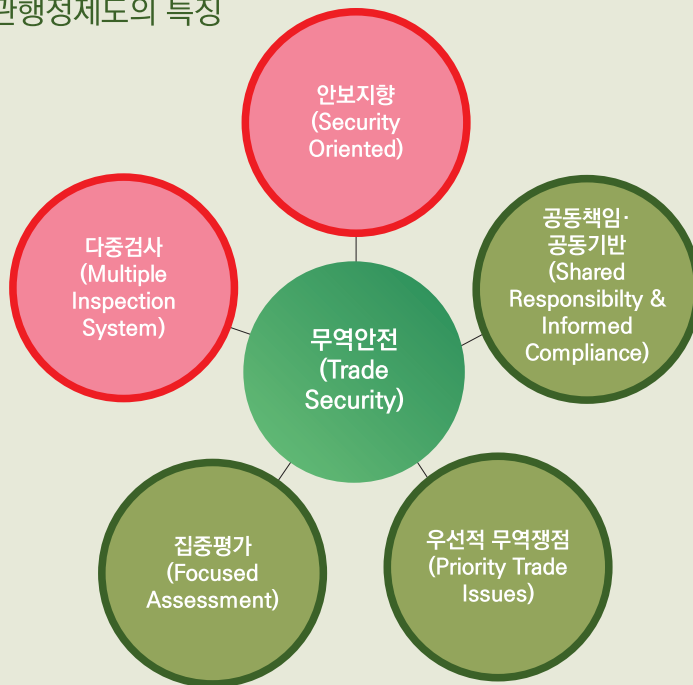 관행정제도의 특징
안보지향
(Security
Oriented)
공동책임·
공동기반
(Shared
Responsibilty &
Informed
Compliance)
다중검사
(Multiple
Inspection
System)
무역안전
(Trade
Security)
우선적 무역쟁점
(Priority Trade
Issues)
집중평가
(Focused
Assessment)